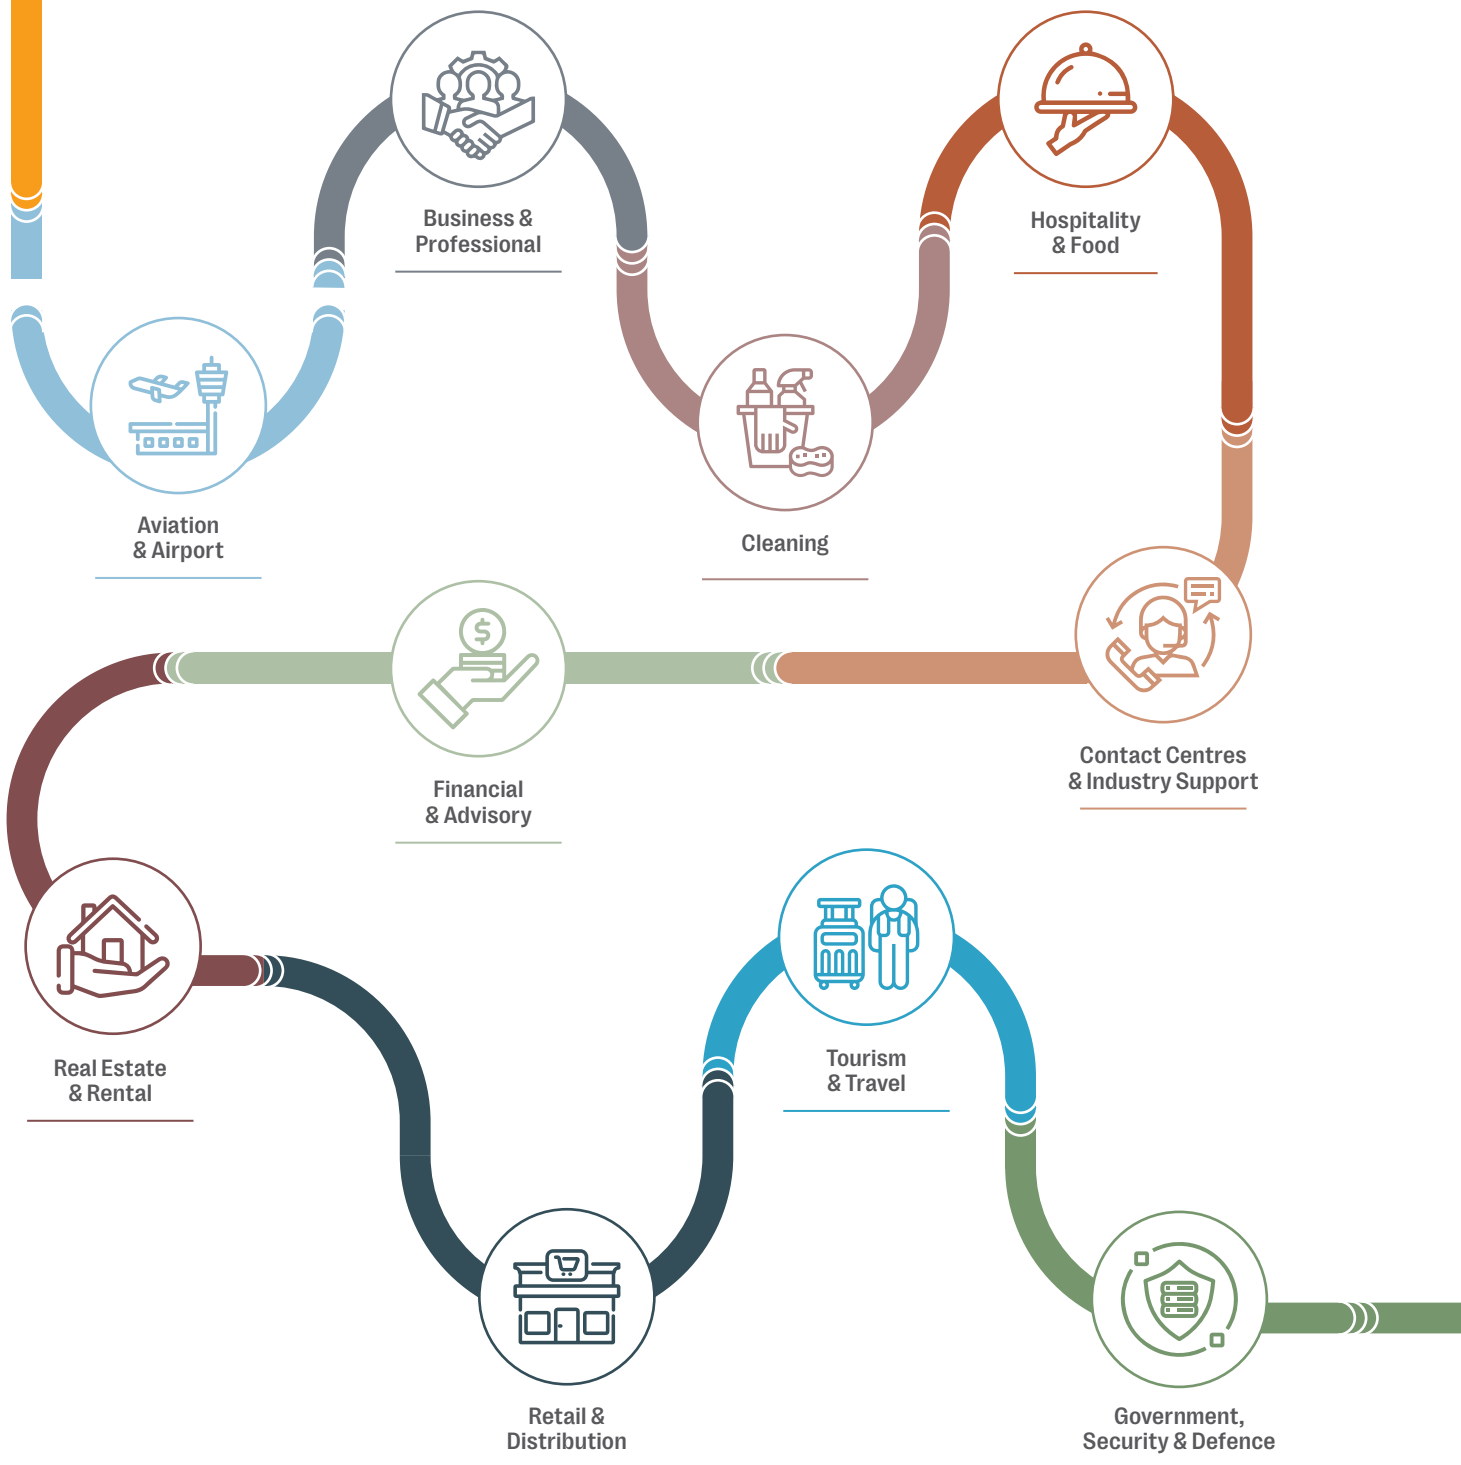 Business &
Professional
Hospitality
& Food
Aviation
& Airport
Cleaning
$
Financial
& Advisory
Contact Centres
& Industry Support
Real Estate
& Rental
Tourism
& Travel
Retail &
Distribution
Government,
Security & Defence